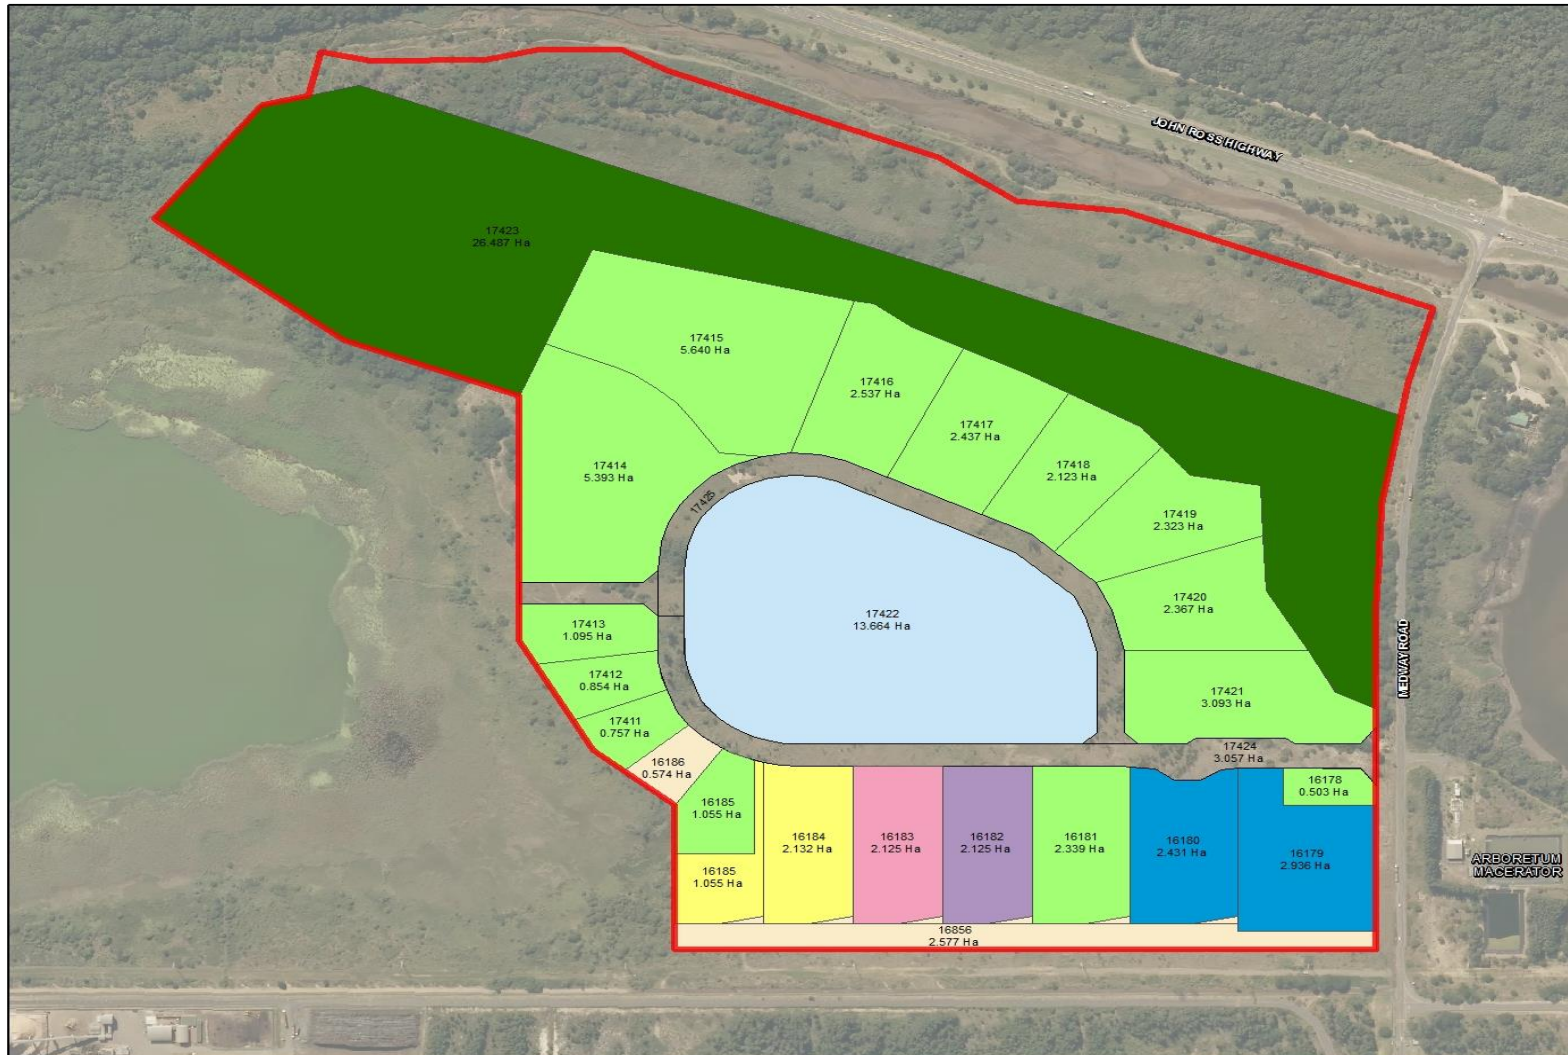 JOHN ROSS HIGHWAY
17423
26.487 Ha
17415
5.640 Ha
17416
2.537 Ha
17417
2.437 Ha
17414
5.393 Ha
17418
2.123 Ha
17425
17419
2.323 Ha
17420
2.367 Ha
17422
13.664 Ha
17413
1.095 Ha
17412
0.854 Ha
17411
0.757 Ha
17421
3.093 Ha
MEDWAY ROAD
16186
0.574 Ha
17424
3.057 Ha
16178
0.503 Ha
16185
1.055 Ha
16184
2.132 Ha
16183
2.125 Ha
16182
2.125 Ha
16181
2.339 Ha
16180
2.431 Ha
16179
2.936 Ha
16185
1.055 Ha
ARBORETUM
MACERATOR
16856
2.577 Ha